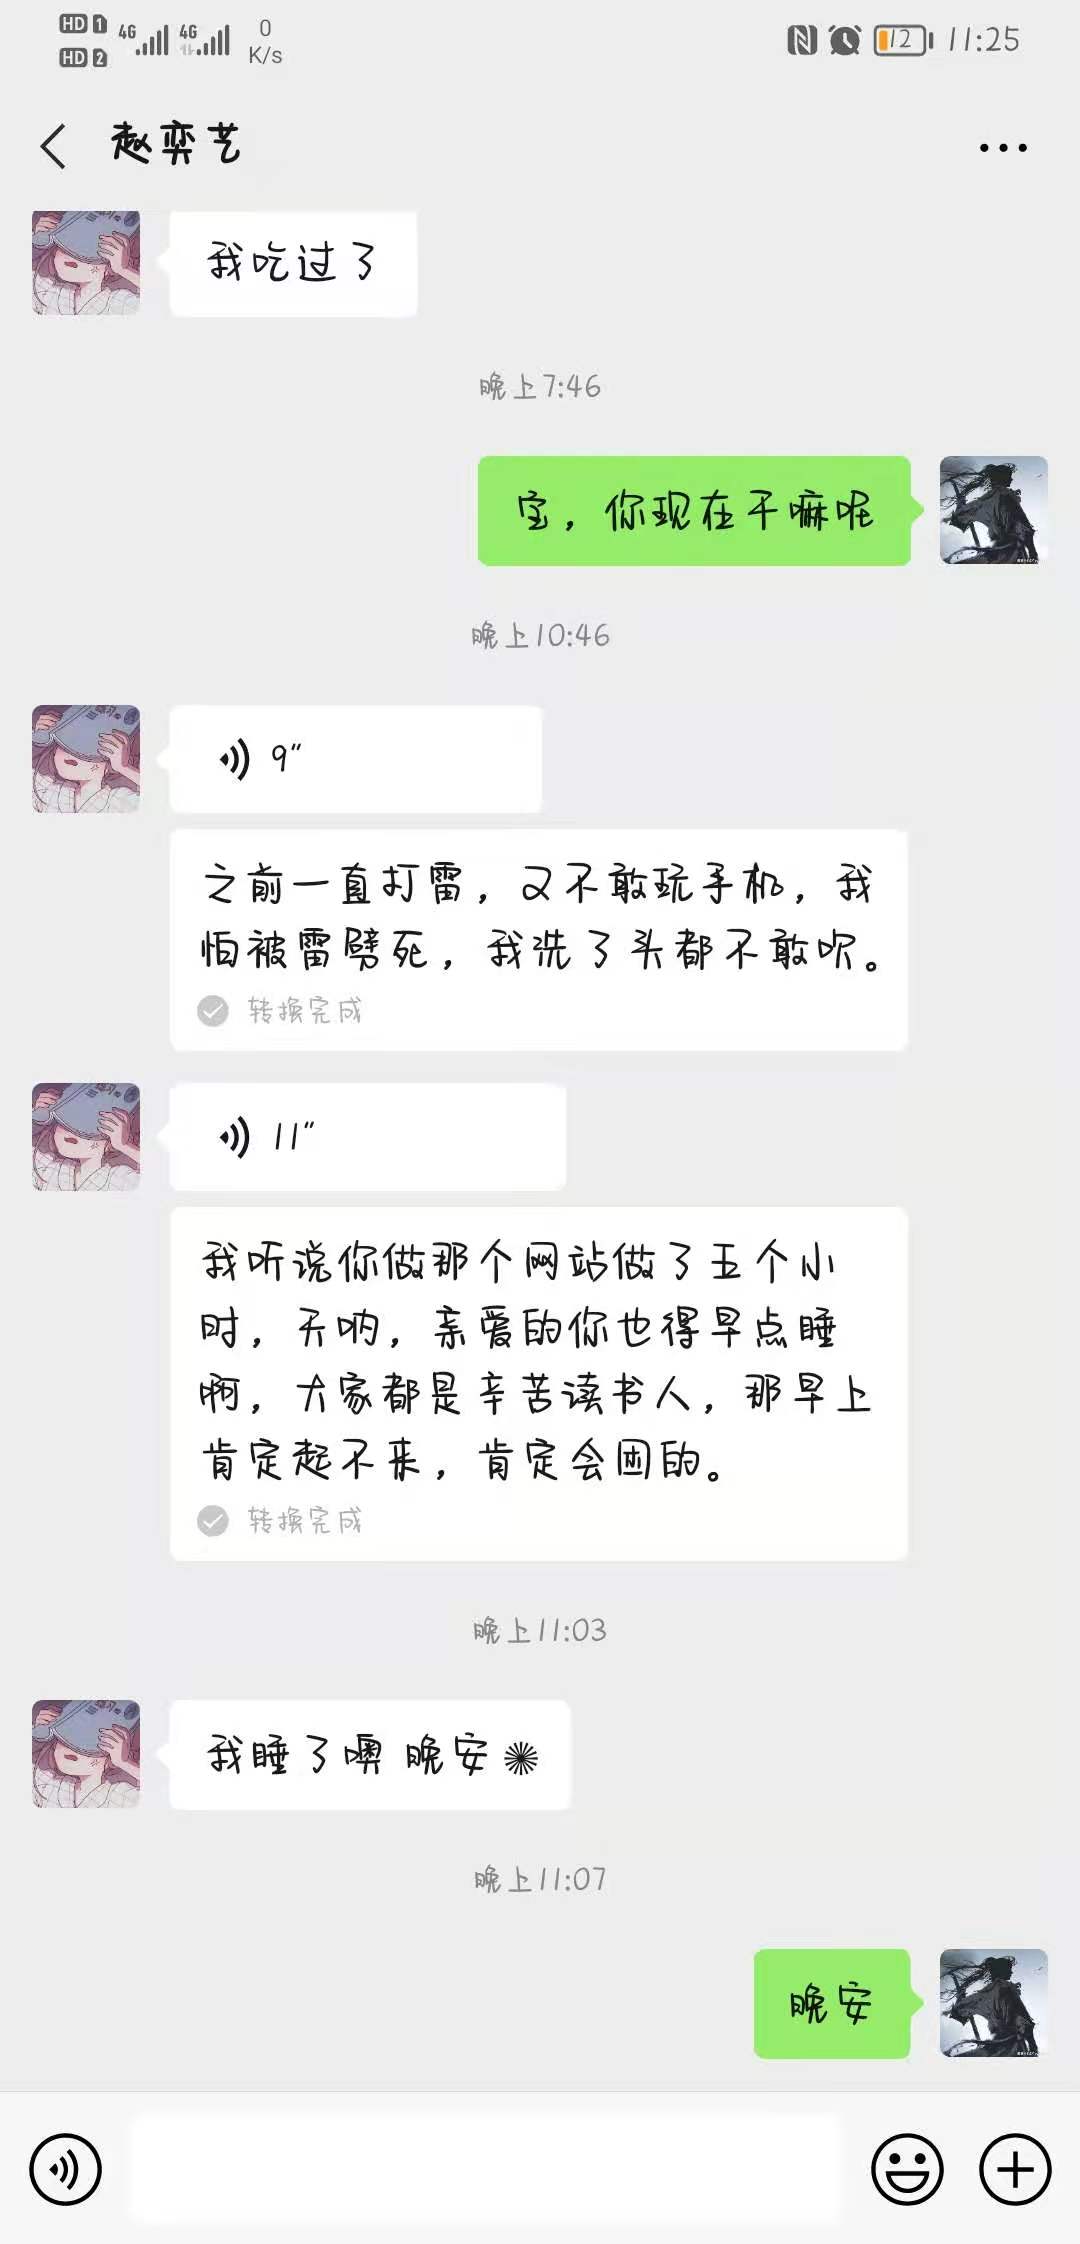 HD 1 4G 4G 0 12 11:25
HD 2 K/s
赵奕艺
我吃过了
晚上7:46
宝，你现在干嘛呢
晚上10:46
9"
之前一直打雷，又不敢玩手机，我
怕被雷劈死，我洗了头都不敢吹。
转换完成
11"
我听说你做那个网站做了五个小
时，天呐，亲爱的你也得早点睡
啊，大家都是辛苦读书人，那早上
肯定起不来，肯定会困的。
转换完成
晚上11:03
我睡了噢 晚安
晚上11:07
晚安